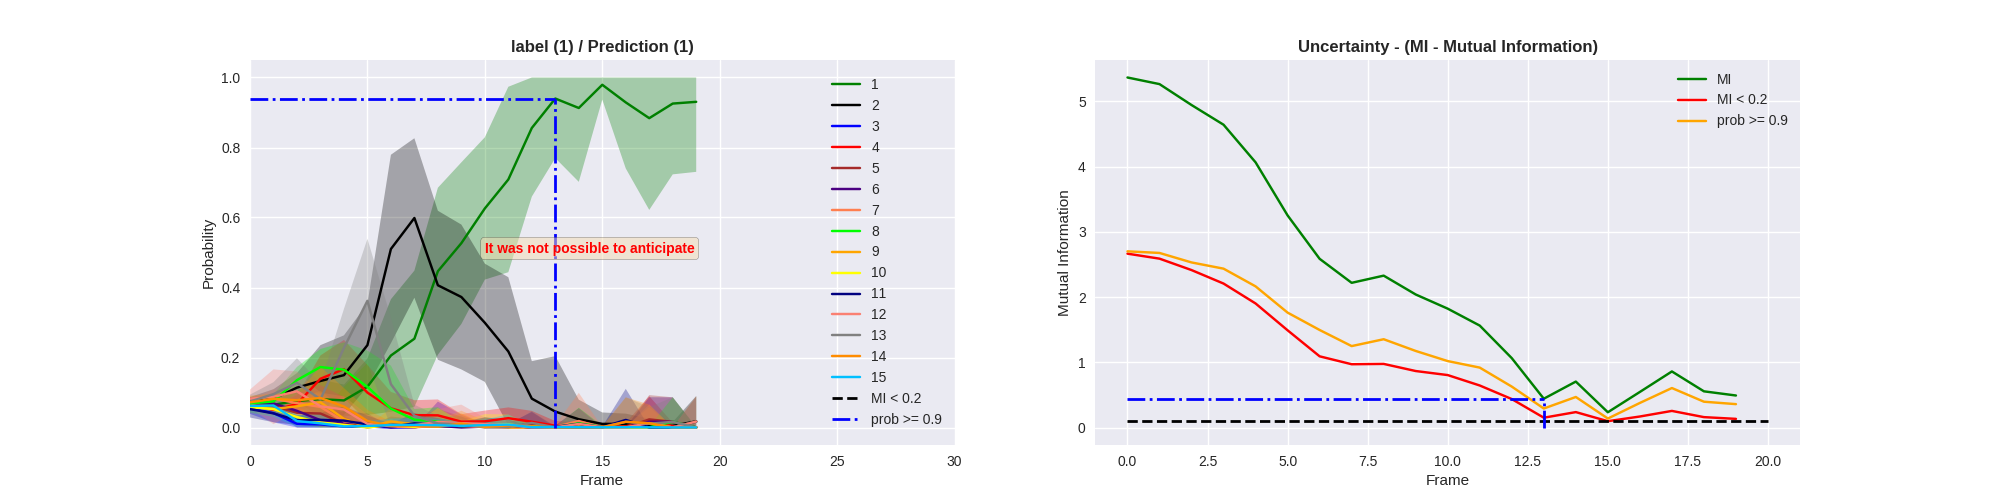 label (1) / Prediction (1)
Probability
1.0
0.8
0.6
0.4
0.2
0.0
It was not possible to anticipate
1
2
3
4
5
6
7
8
9
10
11
12
13
14
15
MI < 0.2
prob >= 0.9
0 5 10 15 20 25 30
Frame
Uncertainty - (MI - Mutual Information)
Mutual Information
5
4
3
2
1
0
MI
MI < 0.2
prob >= 0.9
0.0 2.5 5.0 7.5 10.0 12.5 15.0 17.5 20.0
Frame